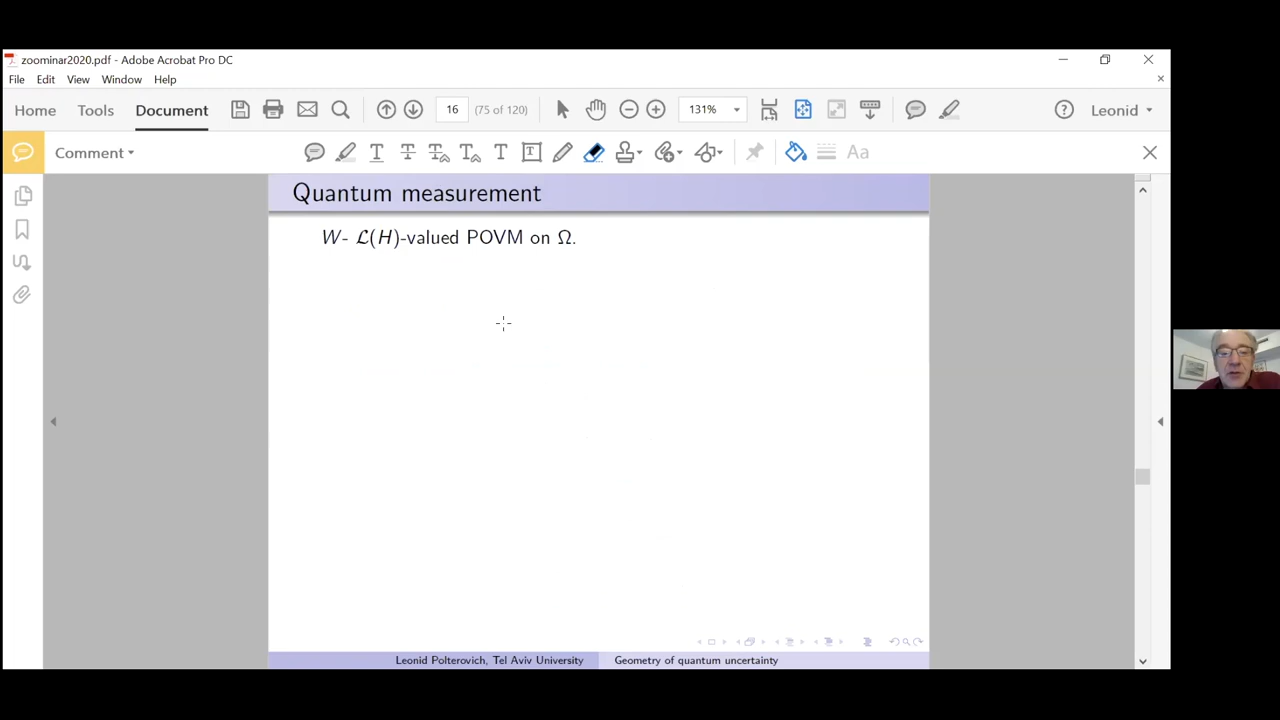 zoominar2020.pdf - Adobe Acrobat Pro DC
File Edit View Window Help
Home Tools Document 16 (75 of 120) 131% Leonid
Comment Aa
Quantum measurement
W- ℒ(H)-valued POVM on Ω.
Leonid Polterovich, Tel Aviv University Geometry of quantum uncertainty